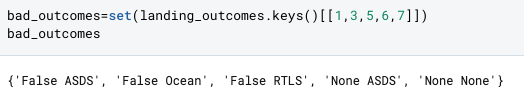 bad_outcomes=set(landing_outcomes.keys()[[1,3,5,6,7]])
bad_outcomes
{'False ASDS', 'False Ocean', 'False RTLS', 'None ASDS', 'None None'}